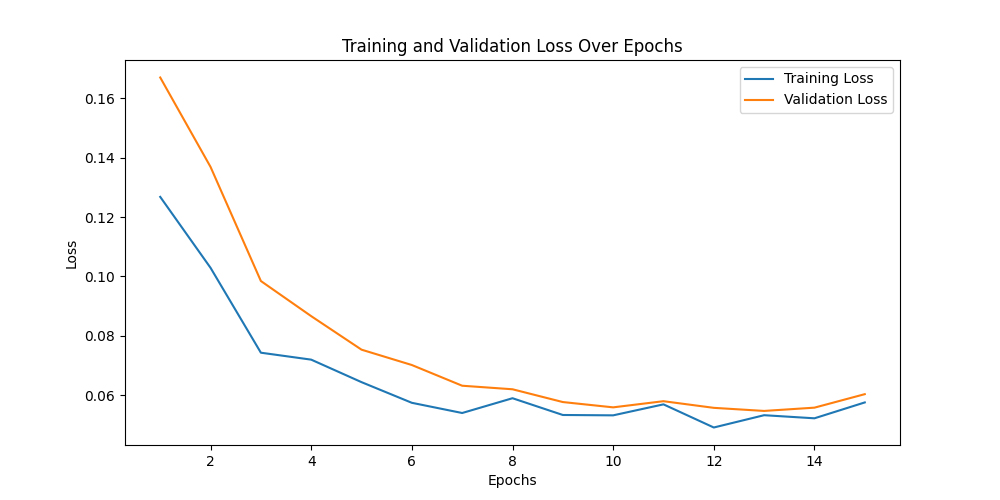 Training and Validation Loss Over Epochs
Training Loss
Validation Loss
0.16
0.14
0.12
0.10
0.08
0.06
Loss
2 4 6 8 10 12 14
Epochs